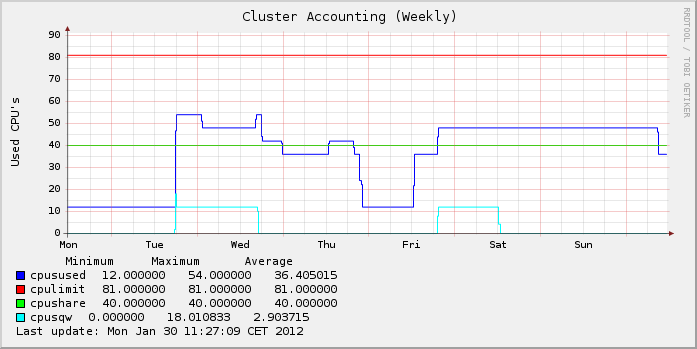 Cluster Accounting (Weekly)
RRDTOOL / TOBI OETIKER
Used CPU's
90
80
70
60
50
40
30
20
10
0
Mon Tue Wed Thu Fri Sat Sun
Minimum Maximum Average
cpusused 12.000000 54.000000 36.405015
cpulimit 81.000000 81.000000 81.000000
cpushare 40.000000 40.000000 40.000000
cpusqw 0.000000 18.010833 2.903715
Last update: Mon Jan 30 11:27:09 CET 2012